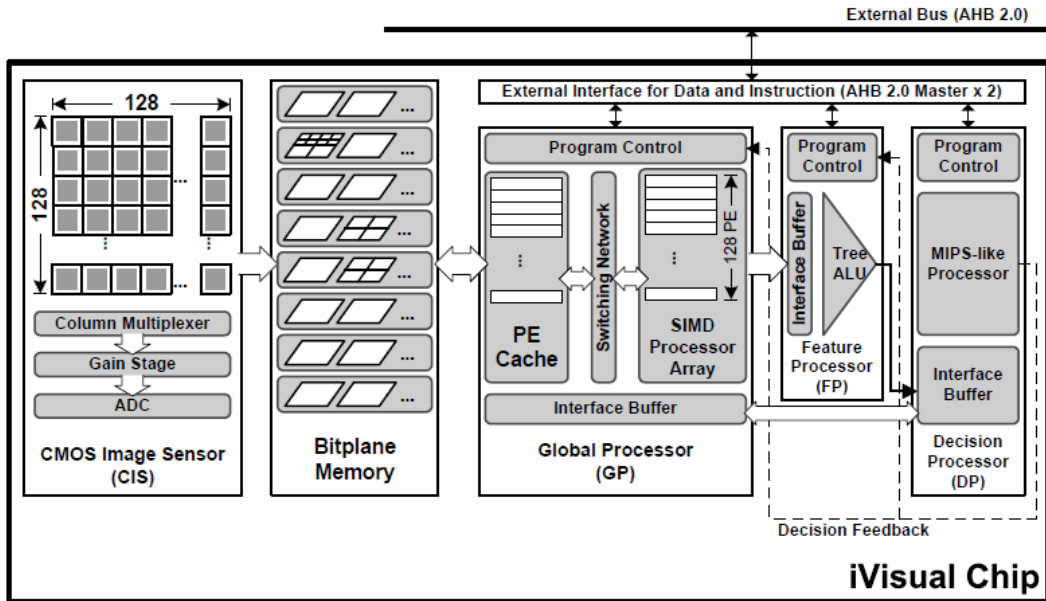 External Bus (AHB 2.0)
External Interface for Data and Instruction (AHB 2.0 Master x 2)
128
128
...
...
...
...
Column Multiplexer
Gain Stage
ADC
CMOS Image Sensor
(CIS)
...
...
...
...
...
...
...
...
Bitplane
Memory
Program Control
...
PE
Cache
Switching Network
128 PE
...
SIMD
Processor
Array
Interface Buffer
Global Processor
(GP)
Program
Control
Interface Buffer
Tree
ALU
Feature
Processor
(FP)
Program
Control
MIPS-like
Processor
Interface
Buffer
Decision
Processor
(DP)
Decision Feedback
iVisual Chip